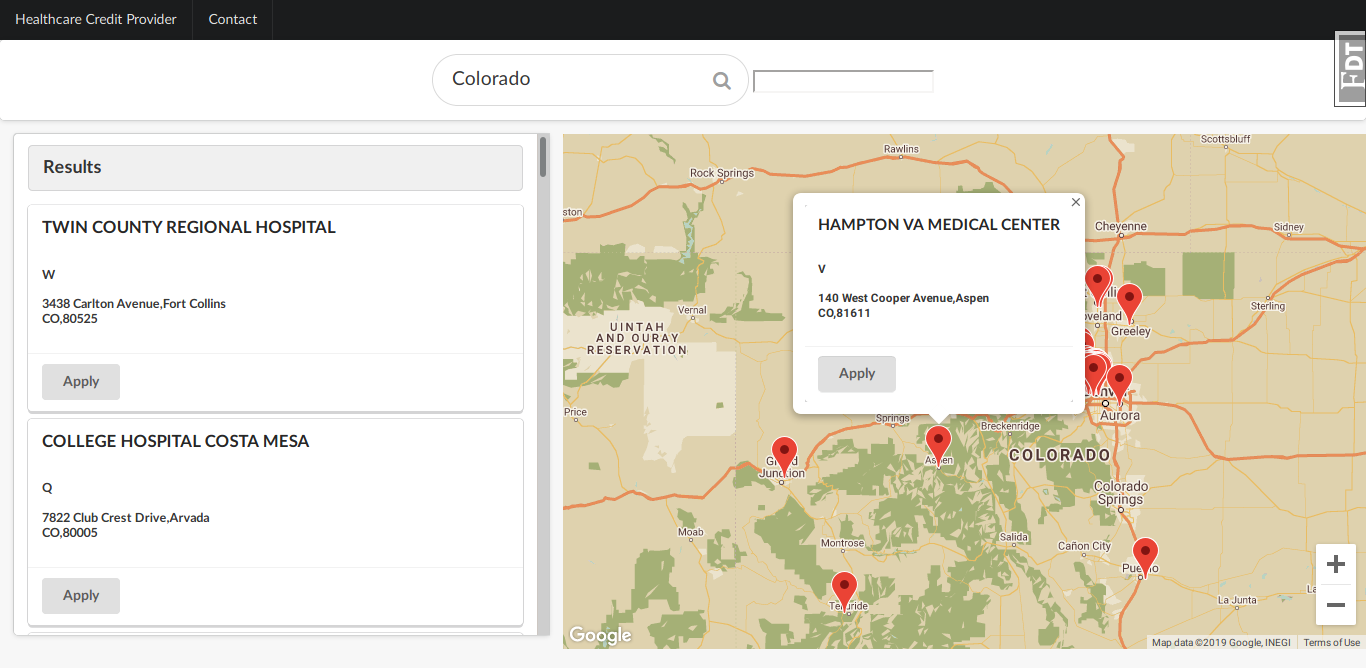 Healthcare Credit Provider
Contact
Colorado
DT
Results
TWIN COUNTY REGIONAL HOSPITAL
W
3438 Carlton Avenue,Fort Collins
CO,80525
Apply
COLLEGE HOSPITAL COSTA MESA
Q
7822 Club Crest Drive,Arvada
CO,80005
Apply
Scottsbluff
Rawlins
Rock Springs
ston
Cheyenne
Sidney
HAMPTON VA MEDICAL CENTER
V
140 West Cooper Avenue,Aspen
CO,81611
Apply
Vernal
Sterling
oveland
Greeley
UINTAH
AND OURAY
RESERVATION
Price
Springs
Breckenridge
Aurora
Aspen
COLORADO
Grand
Junction
Colorado
Springs
Moab
Montrose
Salida
Cañon City
Pueblo
Telluride
La Junta
La
Google
Map data ©2019 Google, INEGI
Terms of Use